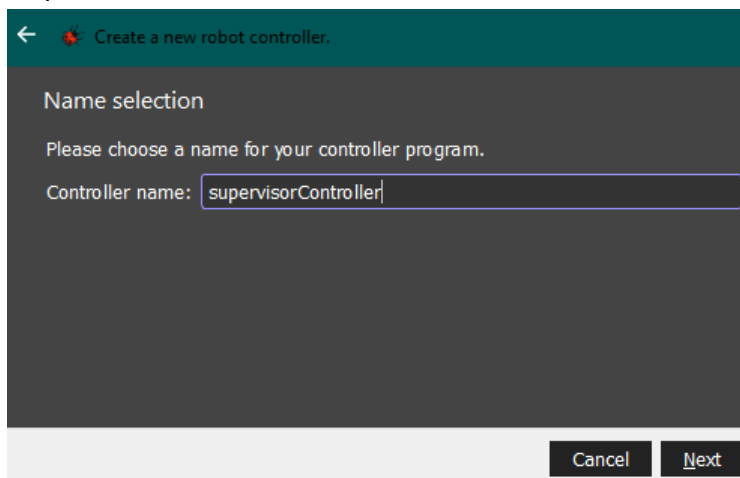 Create a new robot controller.
Name selection
Please choose a name for your controller program.
Controller name: supervisorController
Cancel Next